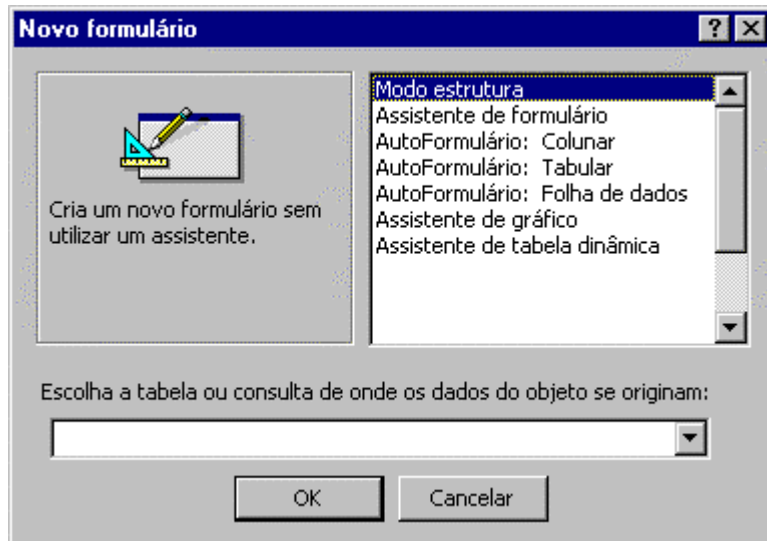 Novo formulário
Cria um novo formulário sem
utilizar um assistente.
Modo estrutura
Assistente de formulário
AutoFormulário: Colunar
AutoFormulário: Tabular
AutoFormulário: Folha de dados
Assistente de gráfico
Assistente de tabela dinâmica
Escolha a tabela ou consulta de onde os dados do objeto se originam:
OK
Cancelar